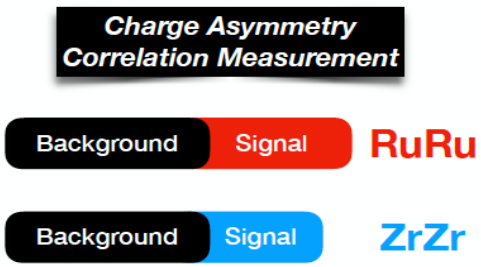 Charge Asymmetry
Correlation Measurement
Background Signal RuRu
Background Signal ZrZr